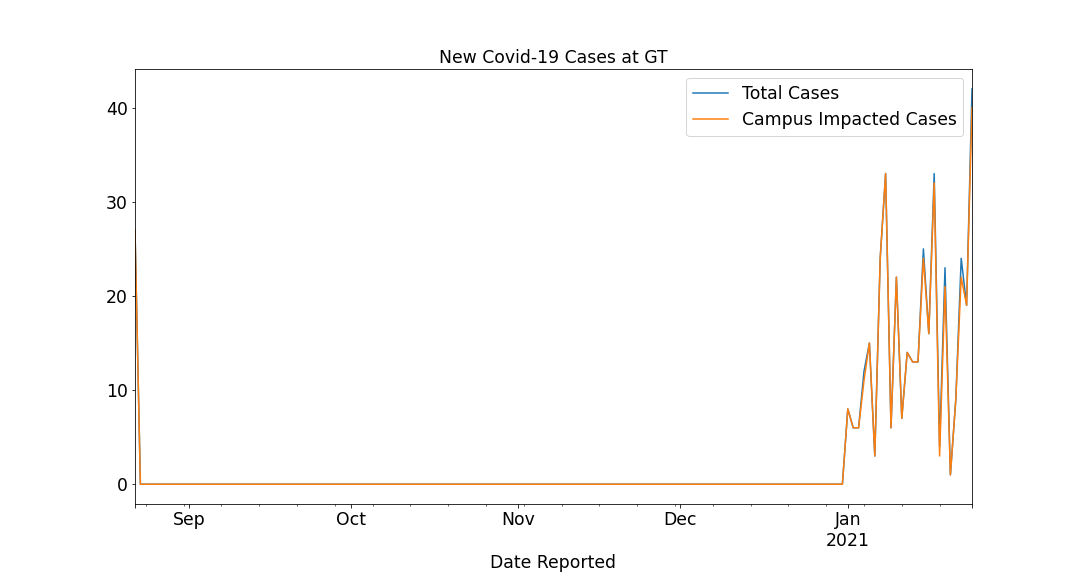 New Covid-19 Cases at GT
Total Cases
Campus Impacted Cases
40
30
20
10
0
Sep Oct Nov Dec Jan
2021
Date Reported